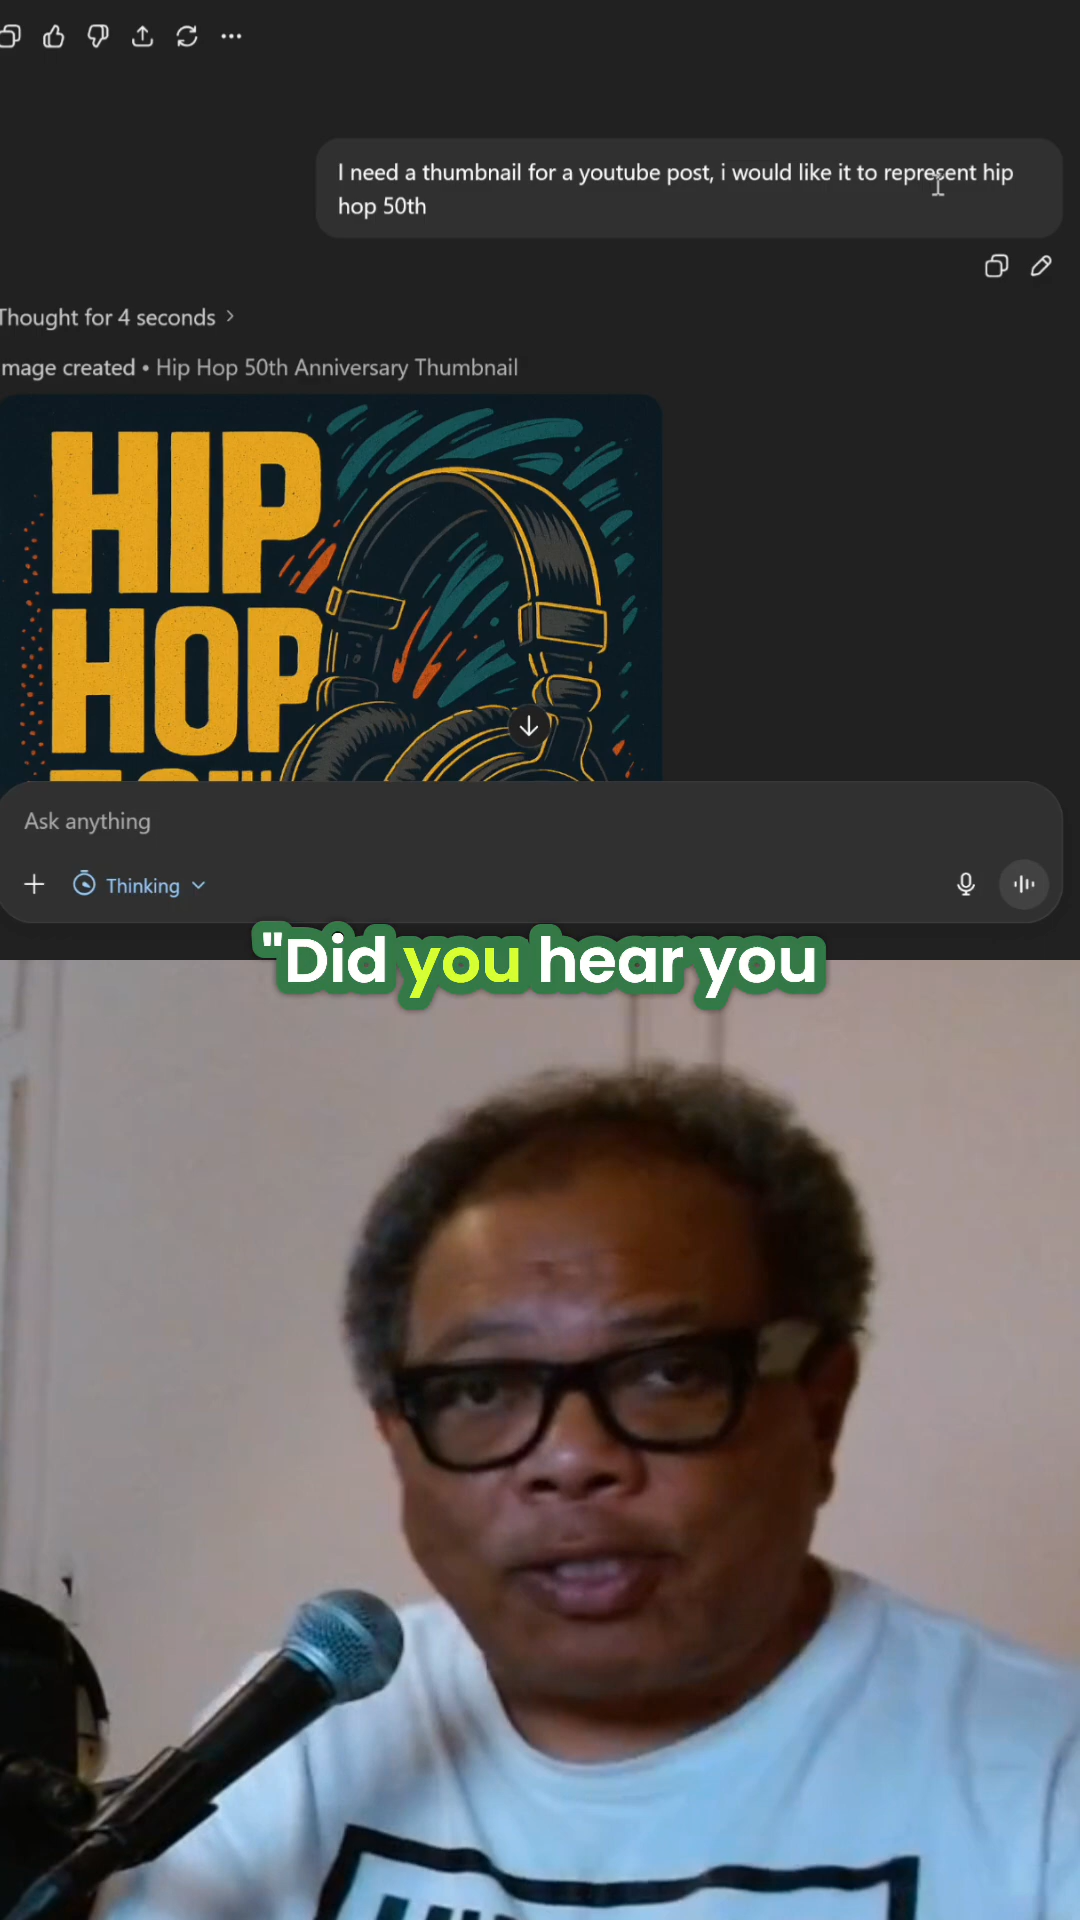 I need a thumbnail for a youtube post, i would like it to represent hip
hop 50th
Thought for 4 seconds
mage created • Hip Hop 50th Anniversary Thumbnail
HIP
HOP
Ask anything
Thinking
"Did you hear you